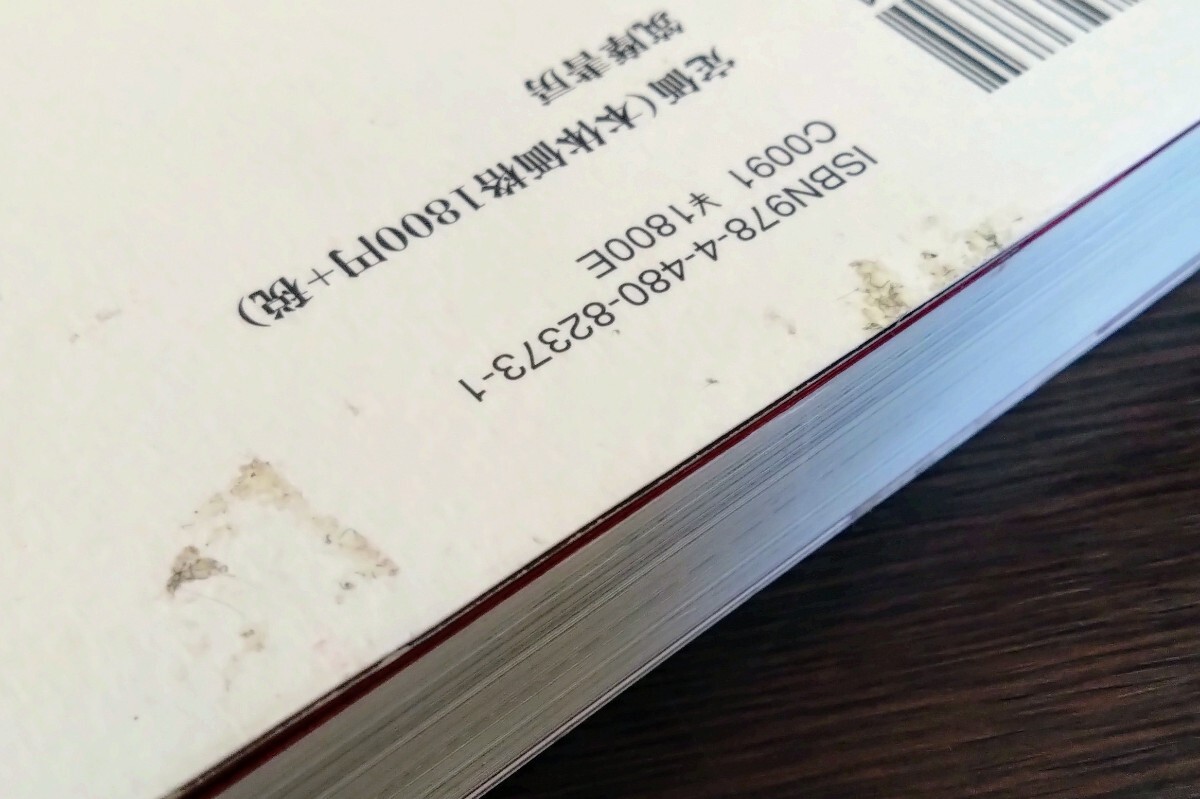 ISBN978-4-480-82373-1
C0091 ¥1800E
定価(本体価格1800円+税)
筑摩書房